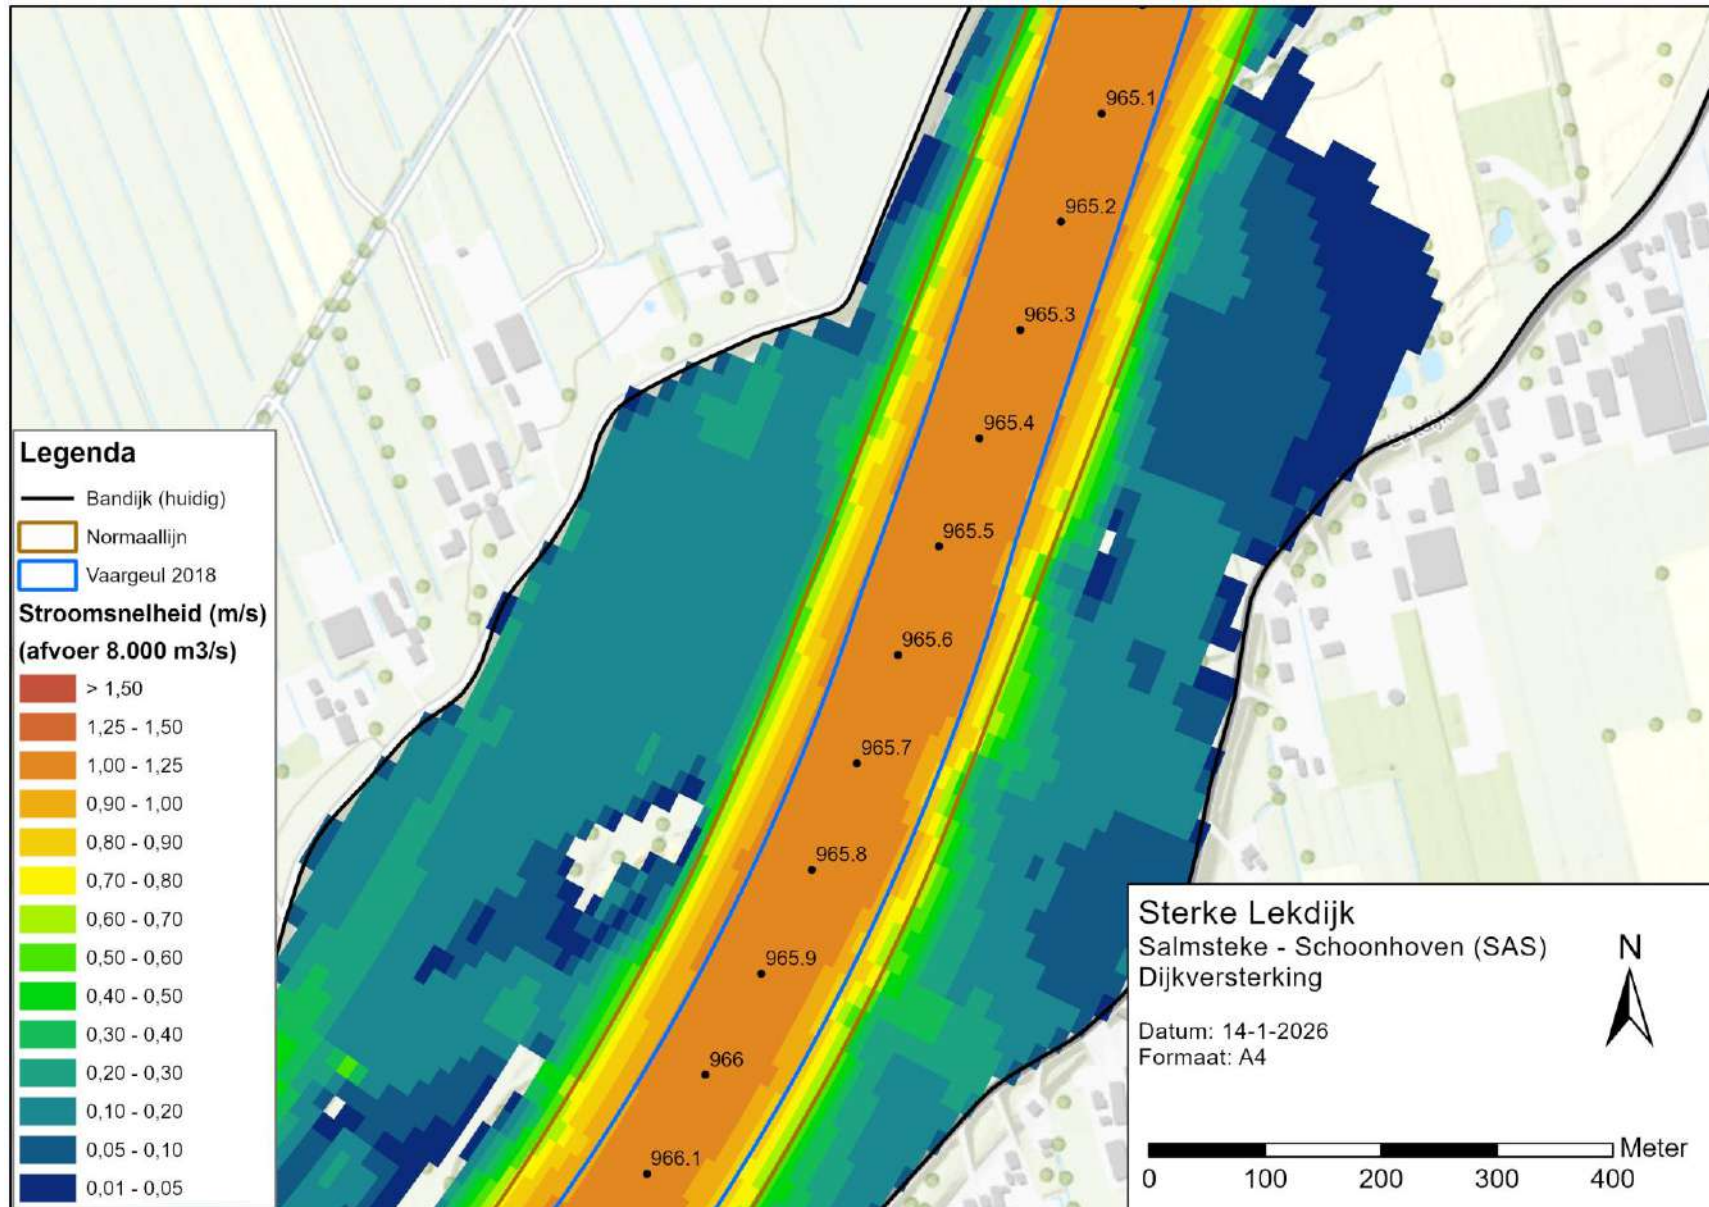 965.1
965.2
965.3
965.4
965.5
965.6
965.7
965.8
965.9
966
966.1
Legenda
Bandijk (huidig)
Normaallijn
Vaargeul 2018
Stroomsnelheid (m/s)
(afvoer 8.000 m3/s)
> 1,50
1,25 - 1,50
1,00 - 1,25
0,90 - 1,00
0,80 - 0,90
0,70 - 0,80
0,60 - 0,70
0,50 - 0,60
0,40 - 0,50
0,30 - 0,40
0,20 - 0,30
0,10 - 0,20
0,05 - 0,10
0,01 - 0,05
Sterke Lekdijk
Salmsteke - Schoonhoven (SAS)
Dijkversterking
Datum: 14-1-2026
Formaat: A4
N
Meter
0 100 200 300 400